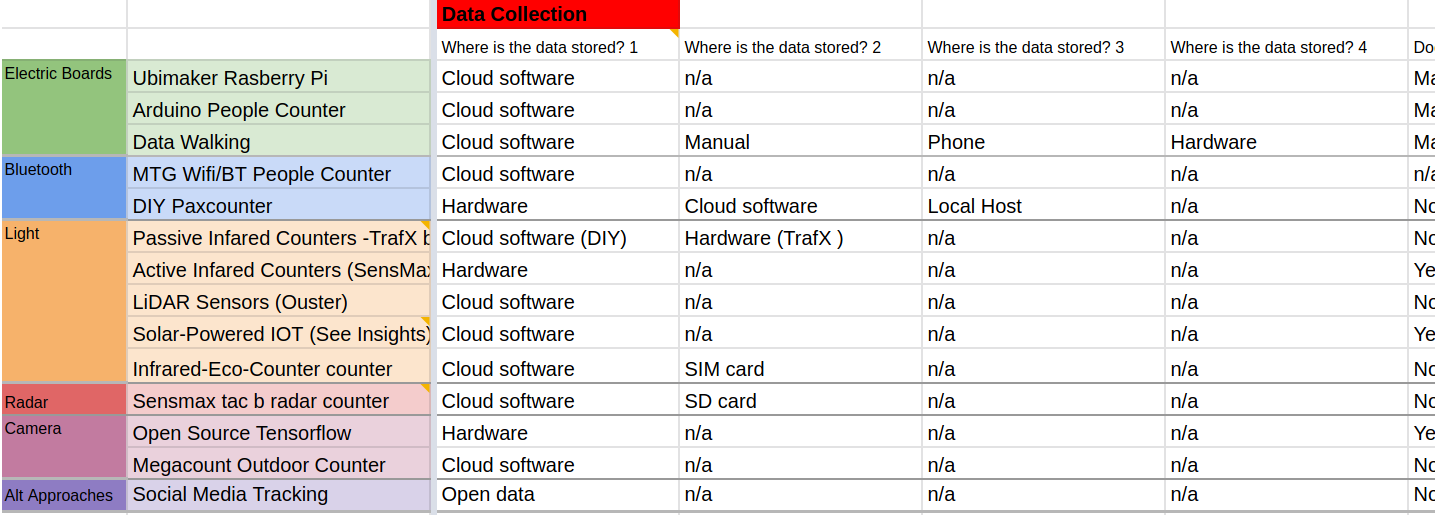 Data Collection
Where is the data stored? 1 Where is the data stored? 2 Where is the data stored? 3 Where is the data stored? 4
Electric Boards Ubimaker Rasberry Pi Cloud software n/a n/a n/a
Arduino People Counter Cloud software n/a n/a n/a
Data Walking Cloud software Manual Phone Hardware
Bluetooth MTG Wifi/BT People Counter Cloud software n/a n/a n/a n/a
DIY Paxcounter Hardware Cloud software Local Host n/a No
Light Passive Infared Counters -TrafX Cloud software (DIY) Hardware (TrafX ) n/a n/a No
Active Infared Counters (SensMax Hardware n/a n/a n/a Ye
LiDAR Sensors (Ouster) Cloud software n/a n/a n/a No
Solar-Powered IOT (See Insights) Cloud software n/a n/a n/a Ye
Infrared-Eco-Counter counter Cloud software SIM card n/a n/a No
Radar Sensmax tac b radar counter Cloud software SD card n/a n/a No
Camera Open Source Tensorflow Hardware n/a n/a n/a Ye
Megacount Outdoor Counter Cloud software n/a n/a n/a No
Alt Approaches Social Media Tracking Open data n/a n/a n/a No